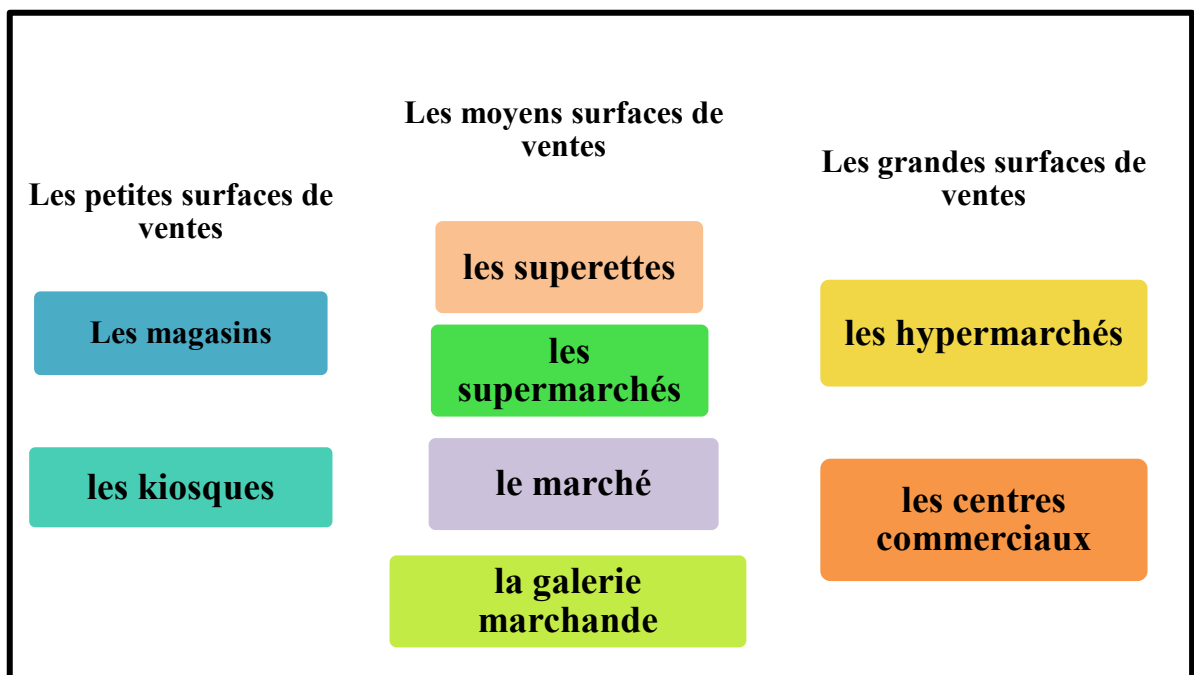 Les petites surfaces de
ventes
Les magasins
les kiosques
Les moyens surfaces de
ventes
les superettes
les
supermarchés
le marché
la galerie
marchande
Les grandes surfaces de
ventes
les hypermarchés
les centres
commerciaux